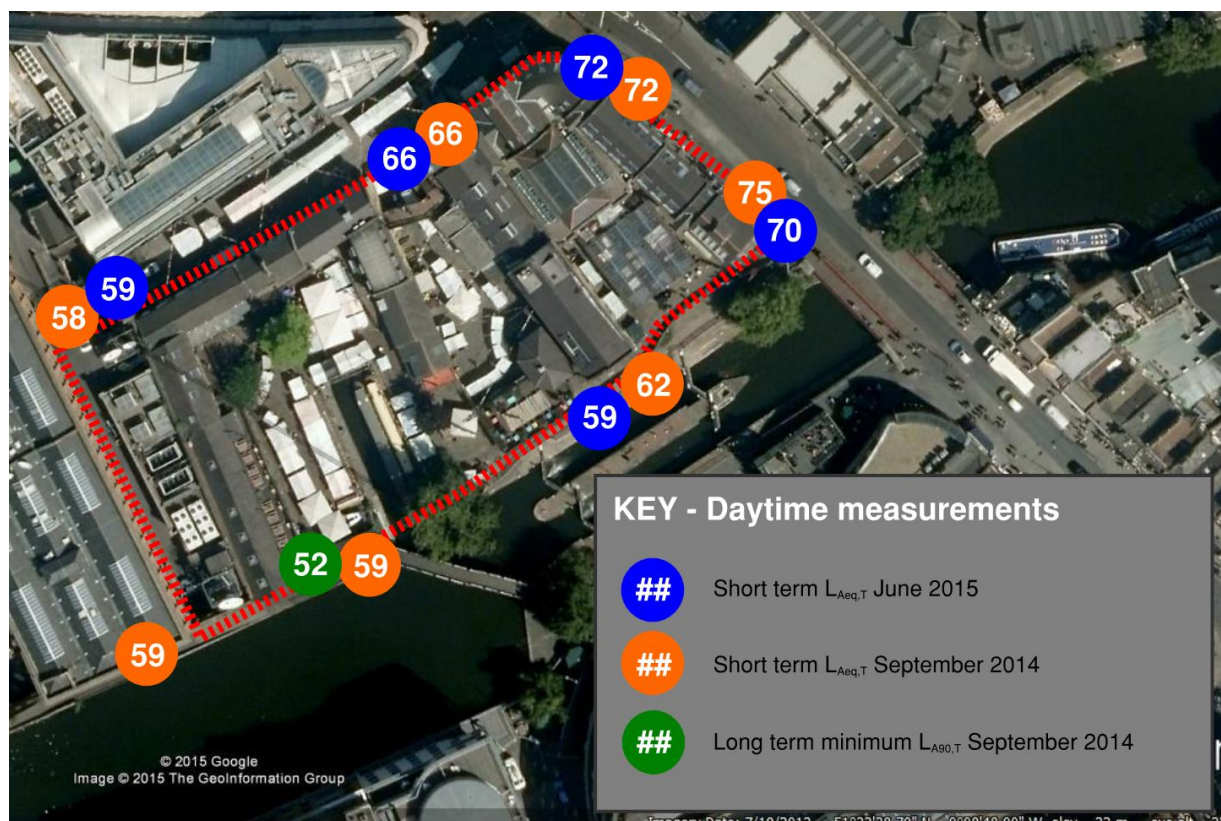 72
72
66
66
75
70
59
58
62
59
52
59
59
KEY - Daytime measurements
## Short term LAeq,T June 2015
## Short term LAeq,T September 2014
## Long term minimum LA90,T September 2014
© 2015 Google
Image © 2015 The GeoInformation Group